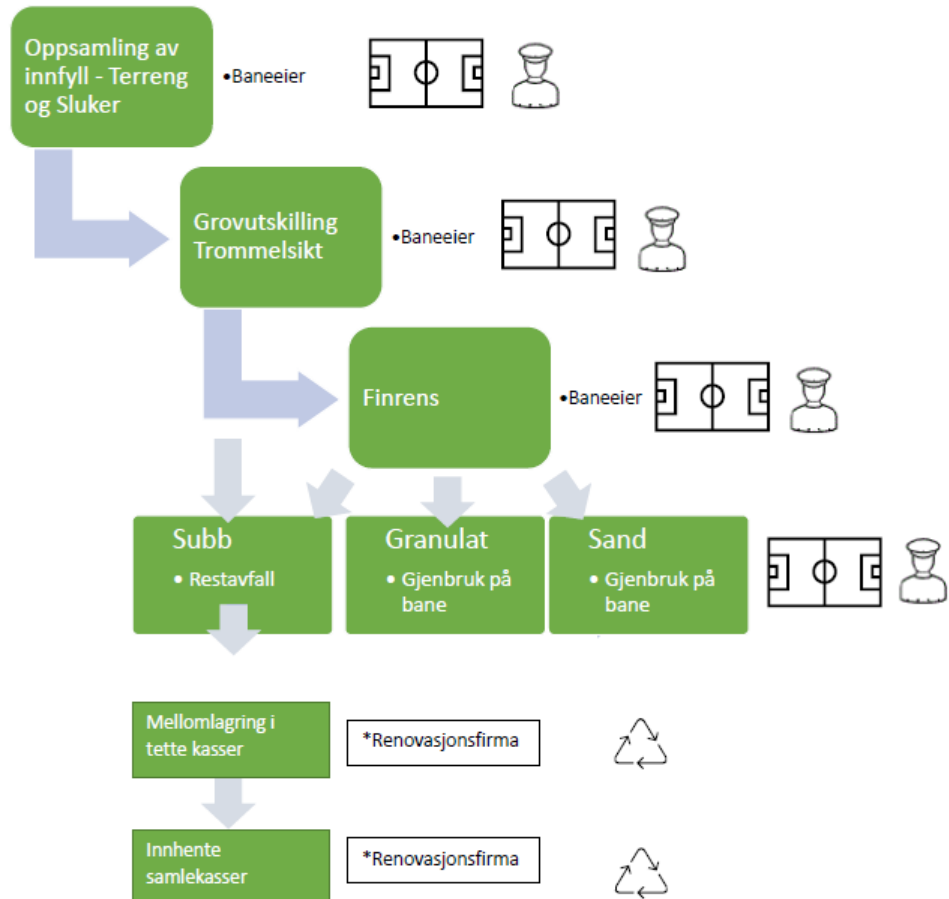 Oppsamling av
innfyll - Terreng
og Sluker
•Baneeier
Grovutskilling
Trommelsikt
•Baneeier
Finrens
•Baneeier
Subb
• Restavfall
Granulat
• Gjenbruk på
bane
Sand
• Gjenbruk på
bane
Mellomlagring i
tette kasser
*Renovasjonsfirma
Innhente
samlekasser
*Renovasjonsfirma